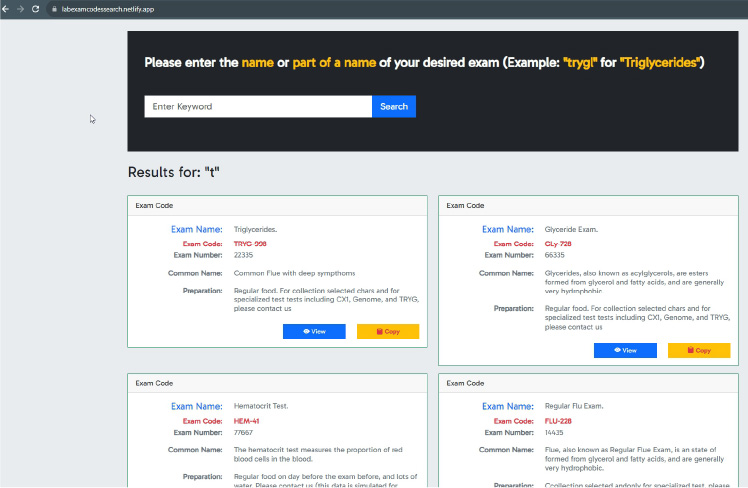 labexamcodessearch.netlify.app
Please enter the name or part of a name of your desired exam (Example: "trygl" for "Triglycerides")
Enter Keyword
Search
Results for: "t"
Exam Code
Exam Name: Triglycerides.
Exam Code: TRYG-998
Exam Number: 22335
Common Name: Common Flue with deep sympthoms
Preparation: Regular food. For collection selected chars and for
specialized test tests including CX1, Genome, and TRYG,
please contact us
View
Copy
Exam Code
Exam Name: Glyceride Exam.
Exam Code: GLy-728
Exam Number: 66335
Common Name: Glycerides, also known as acylglycerols, are esters
formed from glycerol and fatty acids, and are generally
very hydrophobic.
Preparation: Regular food. For collection selected chars and for
specialized test tests including CX1, Genome, and TRYG,
please contact us
View
Copy
Exam Code
Exam Name: Hematocrit Test.
Exam Code: HEM-41
Exam Number: 77667
Common Name: The hematocrit test measures the proportion of red
blood cells in the blood.
Preparation: Regular food on day before the exam before, and lots of
water. Please contact us (this data is simulated for
Exam Code
Exam Name: Regular Flu Exam.
Exam Code: FLU-228
Exam Number: 14435
Common Name: Flue, also known as Regular Flue Exam, is an state of
formed from glycerol and fatty acids, and are generally
very hydrophobic.
Preparation: Ccollection selected andonly for specialized test, please